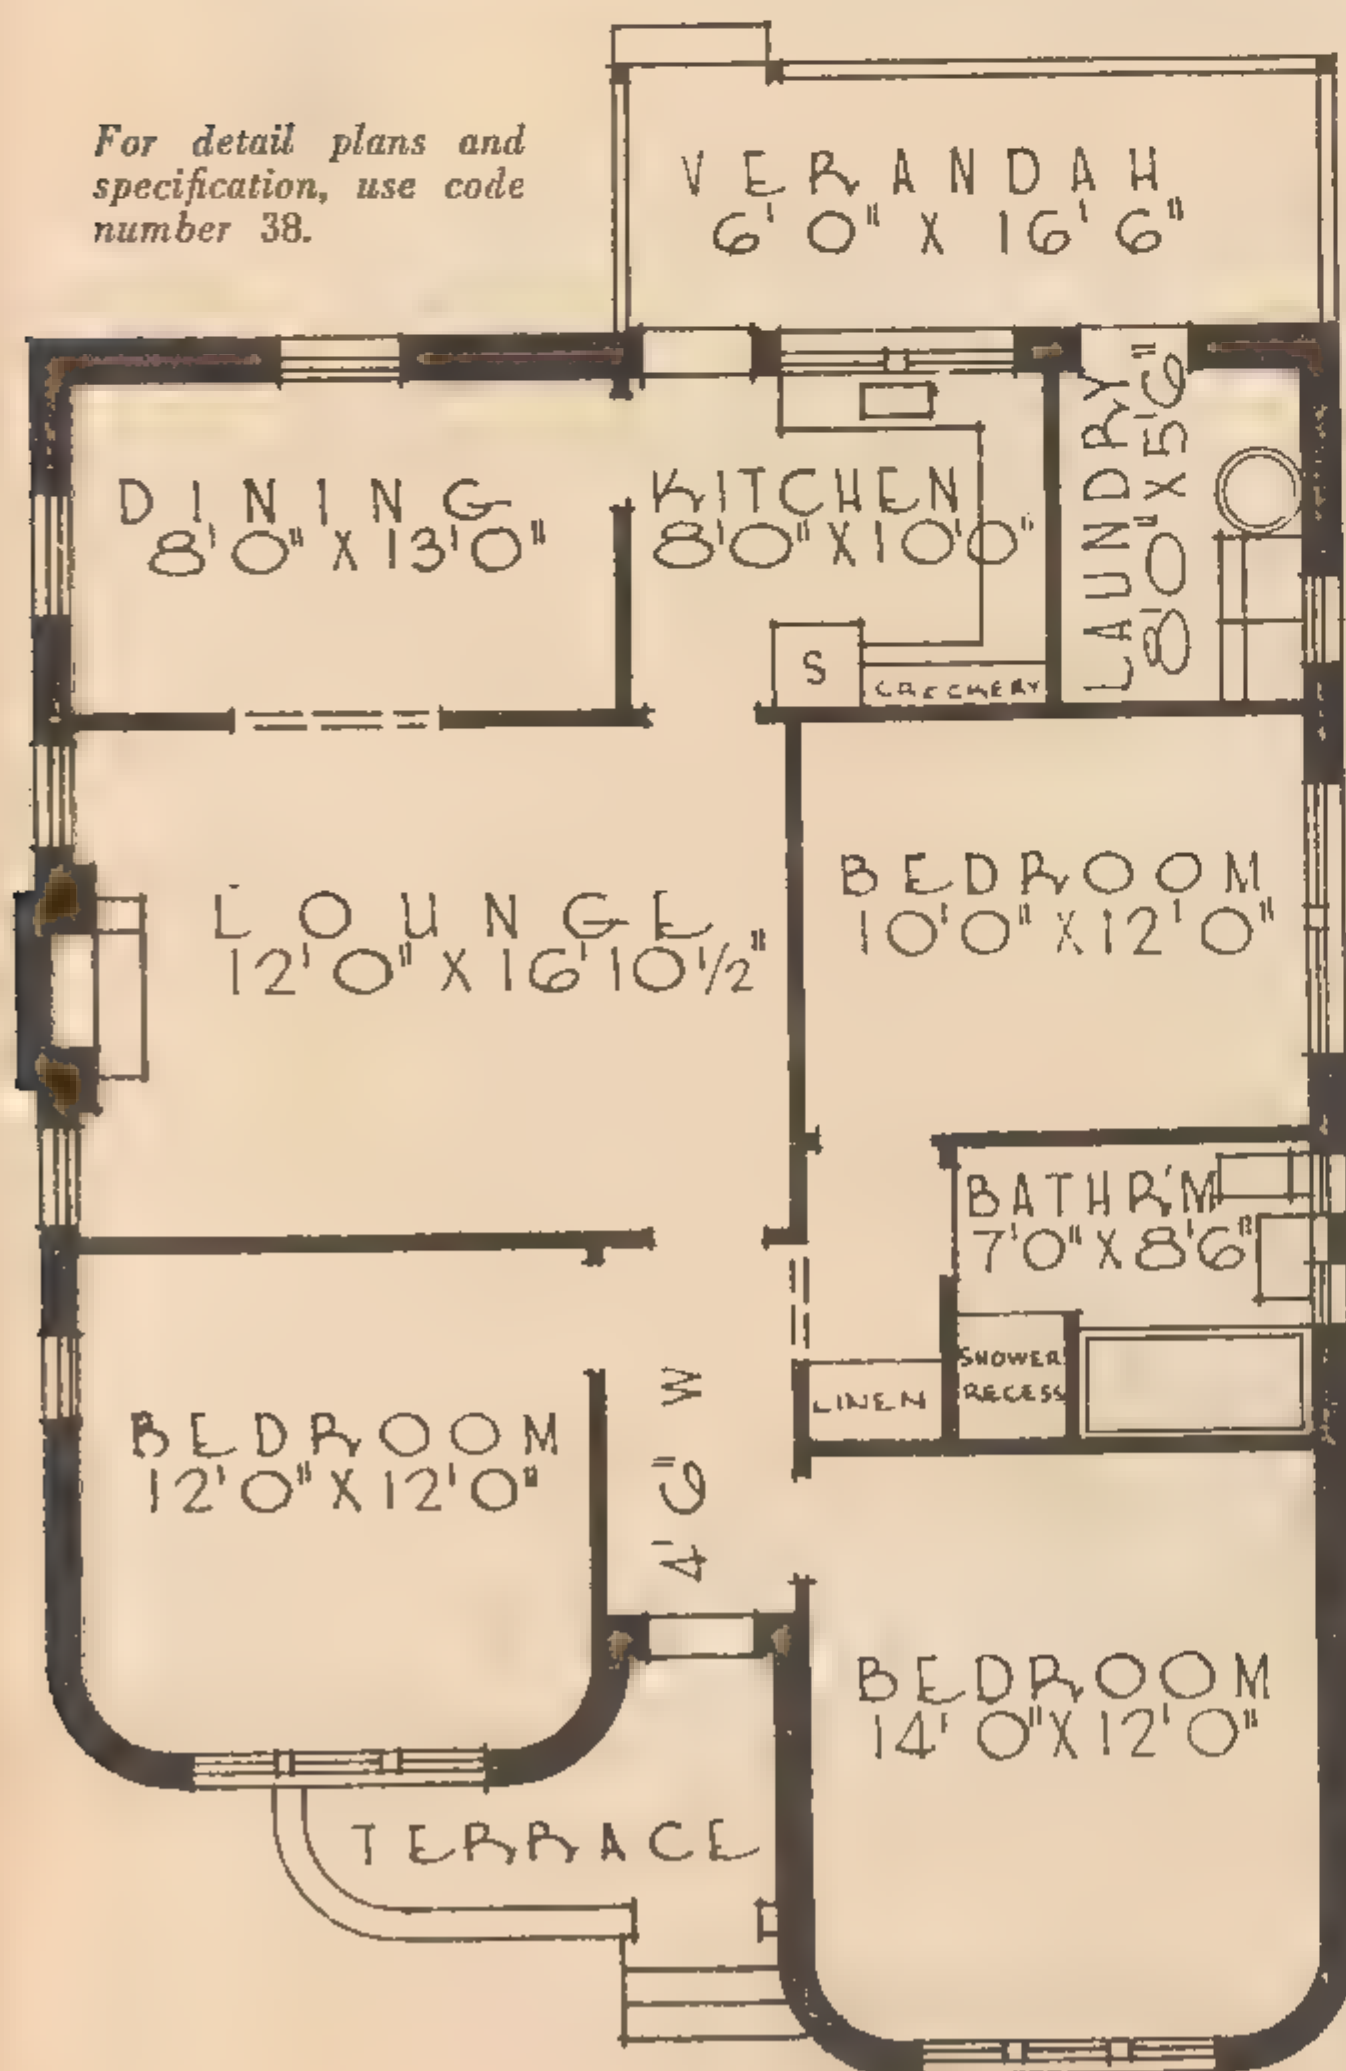 For detail plans and
specification, use code
number 38.
VERANDAH
6' 0" X 16' 6"
DINING
8' 0" X 13' 0"
KITCHEN
8' 0" X 10' 0"
LAUNDRY
8' 0" X 5' 6"
S
CROCKERY
LOUNGE
12' 0" X 16' 10 1/2"
BEDROOM
10' 0" X 12' 0"
BATHR'M
7' 0" X 8' 6"
SHOWER
RECESS
LINEN
BEDROOM
12' 0" X 12' 0"
4' 6" W
BEDROOM
14' 0" X 12' 0"
TERRACE